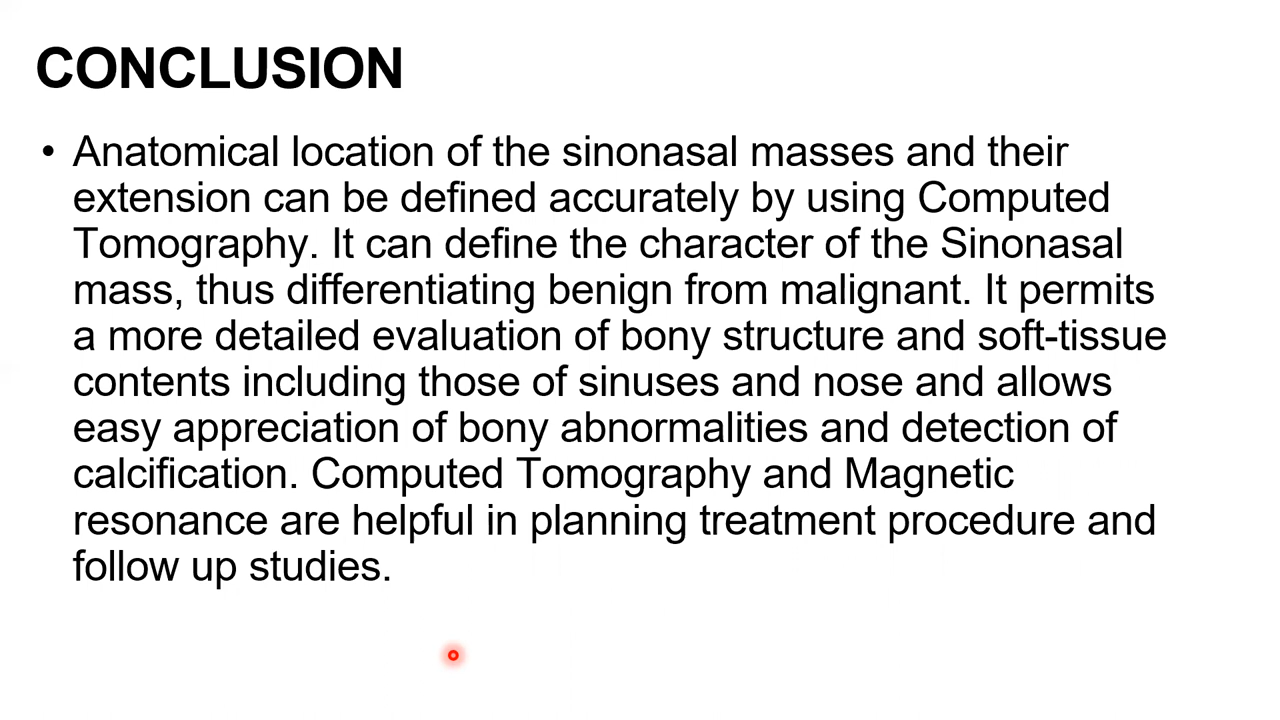 CONCLUSION
• Anatomical location of the sinonasal masses and their
extension can be defined accurately by using Computed
Tomography. It can define the character of the Sinonasal
mass, thus differentiating benign from malignant. It permits
a more detailed evaluation of bony structure and soft-tissue
contents including those of sinuses and nose and allows
easy appreciation of bony abnormalities and detection of
calcification. Computed Tomography and Magnetic
resonance are helpful in planning treatment procedure and
follow up studies.